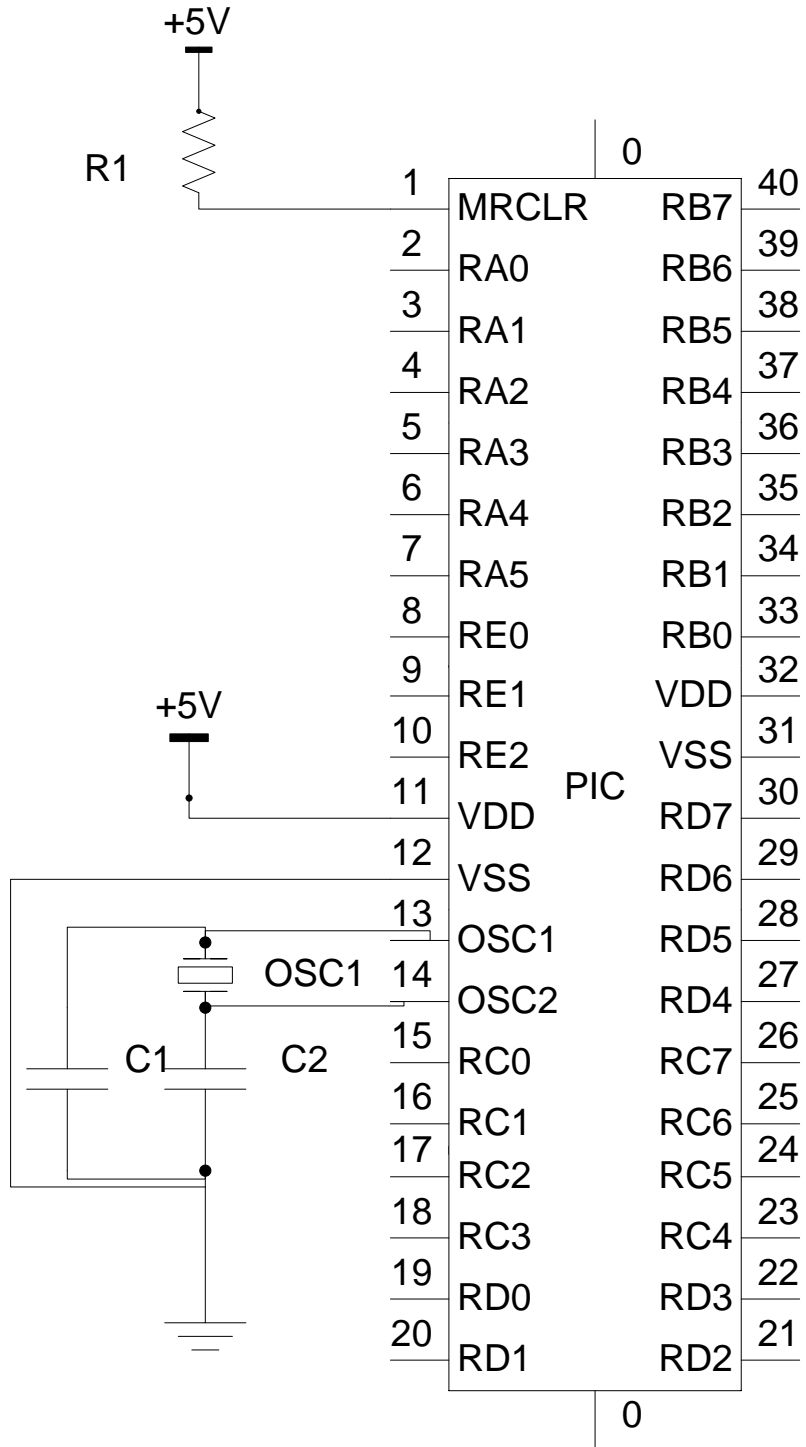 +5V
R1
0
1 MRCLR RB7 40
2 RA0 RB6 39
3 RA1 RB5 38
4 RA2 RB4 37
5 RA3 RB3 36
6 RA4 RB2 35
7 RA5 RB1 34
8 RE0 RB0 33
9 RE1 VDD 32
+5V
10 RE2 VSS 31
PIC
11 VDD RD7 30
12 VSS RD6 29
13 OSC1 RD5 28
OSC1
14 OSC2 RD4 27
C1 C2
15 RC0 RC7 26
16 RC1 RC6 25
17 RC2 RC5 24
18 RC3 RC4 23
19 RD0 RD3 22
20 RD1 RD2 21
0